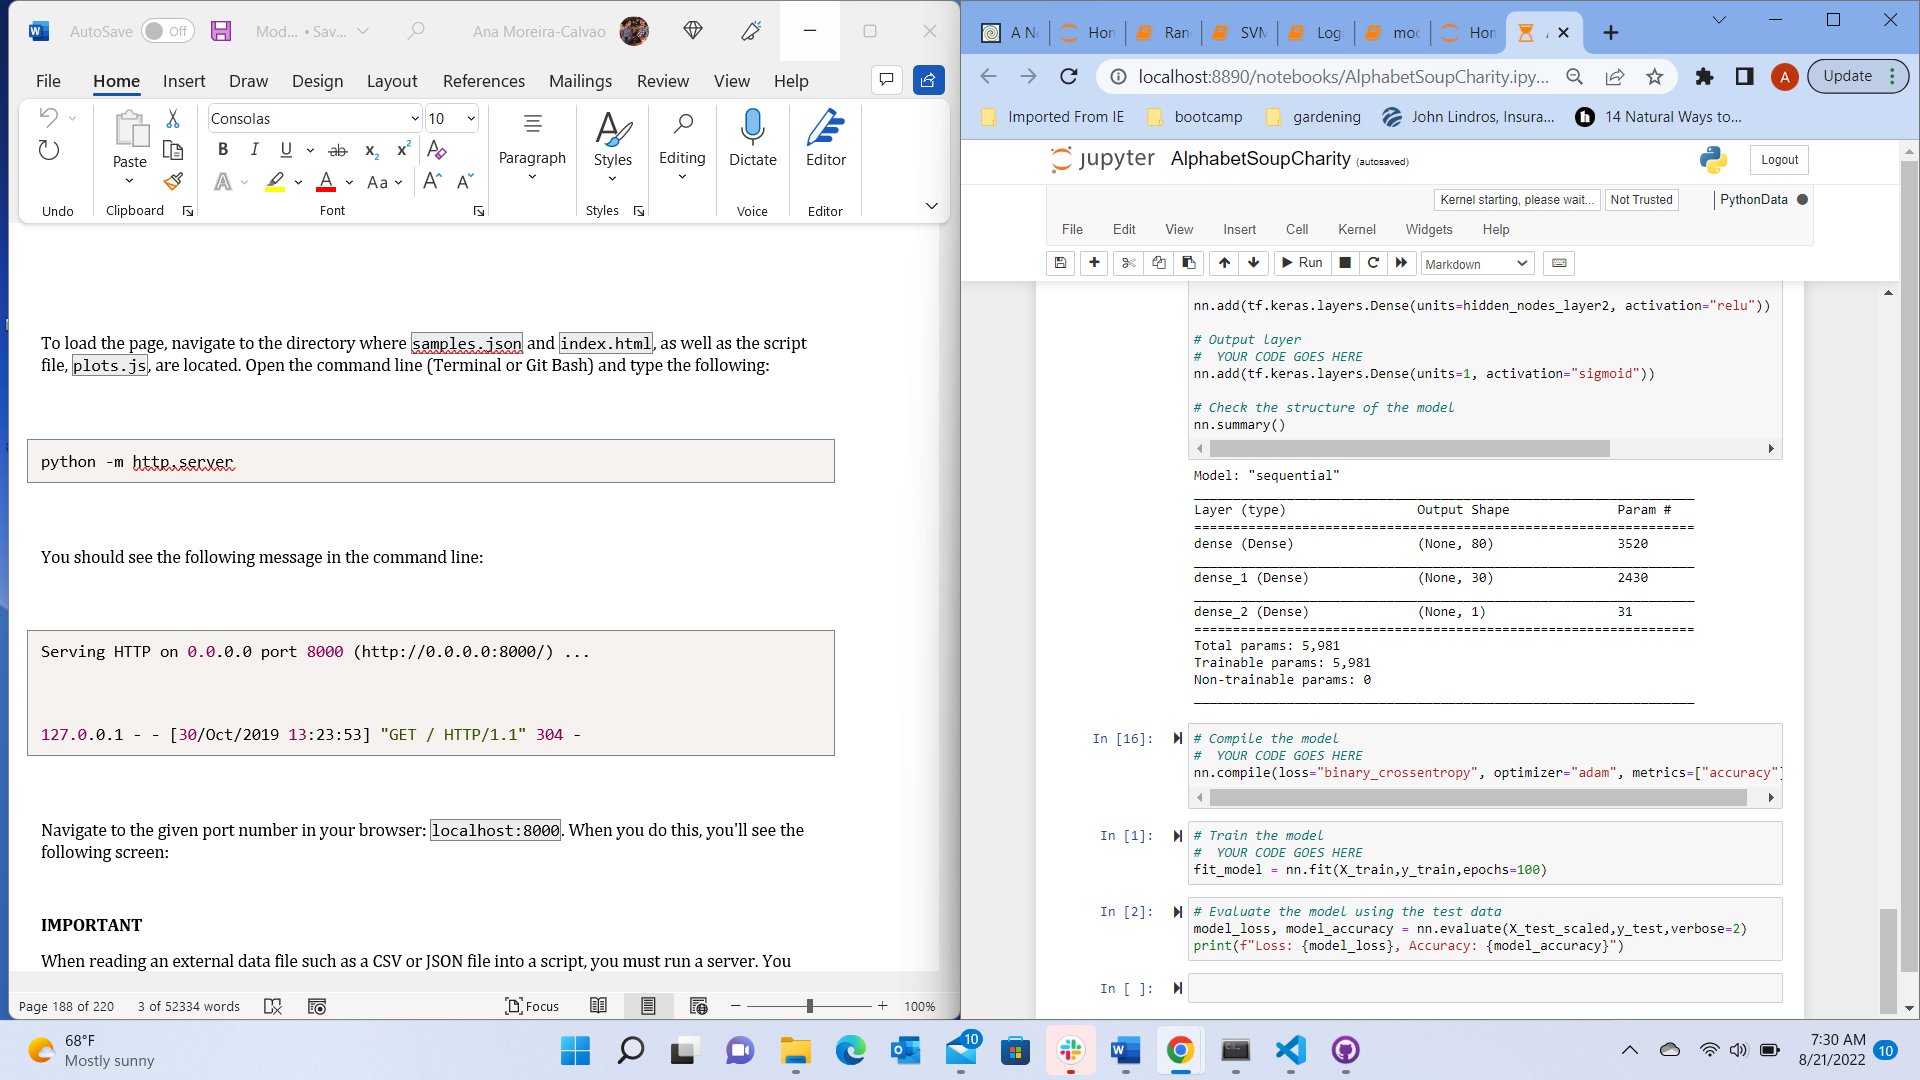 AutoSave
Off
Mod... • Sav...
Ana Moreira-Calvao
File
Home
Insert
Draw
Design
Layout
References
Mailings
Review
View
Help
Paste
Consolas
10
Paragraph
Styles
Editing
Dictate
Editor
Undo
Clipboard
Font
Styles
Voice
Editor
To load the page, navigate to the directory where samples.json and index.html, as well as the script
file, plots.js, are located. Open the command line (Terminal or Git Bash) and type the following:
python -m http.server
You should see the following message in the command line:
Serving HTTP on 0.0.0.0 port 8000 (http://0.0.0.0:8000/) ...
127.0.0.1 - - [30/Oct/2019 13:23:53] "GET / HTTP/1.1" 304 -
Navigate to the given port number in your browser: localhost:8000. When you do this, you'll see the
following screen:
IMPORTANT
When reading an external data file such as a CSV or JSON file into a script, you must run a server. You
Page 188 of 220
3 of 52334 words
Focus
100%
A N
Hon
Ran
SVM
Log
moc
Hon
localhost:8890/notebooks/AlphabetSoupCharity.ipy...
A
Update
Imported From IE
bootcamp
gardening
John Lindros, Insura...
14 Natural Ways to...
jupyter AlphabetSoupCharity (autosaved)
Logout
Kernel starting, please wait...
Not Trusted
PythonData
File
Edit
View
Insert
Cell
Kernel
Widgets
Help
Run
Markdown
nn.add(tf.keras.layers.Dense(units=hidden_nodes_layer2, activation="relu"))
# Output layer
#  YOUR CODE GOES HERE
nn.add(tf.keras.layers.Dense(units=1, activation="sigmoid"))
# Check the structure of the model
nn.summary()
Model: "sequential"
Layer (type) Output Shape Param #
dense (Dense) (None, 80) 3520
dense_1 (Dense) (None, 30) 2430
dense_2 (Dense) (None, 1) 31
Total params: 5,981
Trainable params: 5,981
Non-trainable params: 0
In [16]:
# Compile the model
#  YOUR CODE GOES HERE
nn.compile(loss="binary_crossentropy", optimizer="adam", metrics=["accuracy"]
In [1]:
# Train the model
#  YOUR CODE GOES HERE
fit_model = nn.fit(X_train,y_train,epochs=100)
In [2]:
# Evaluate the model using the test data
model_loss, model_accuracy = nn.evaluate(X_test_scaled,y_test,verbose=2)
print(f"Loss: {model_loss}, Accuracy: {model_accuracy}")
In [ ]:
68°F
Mostly sunny
10
7:30 AM
8/21/2022
10